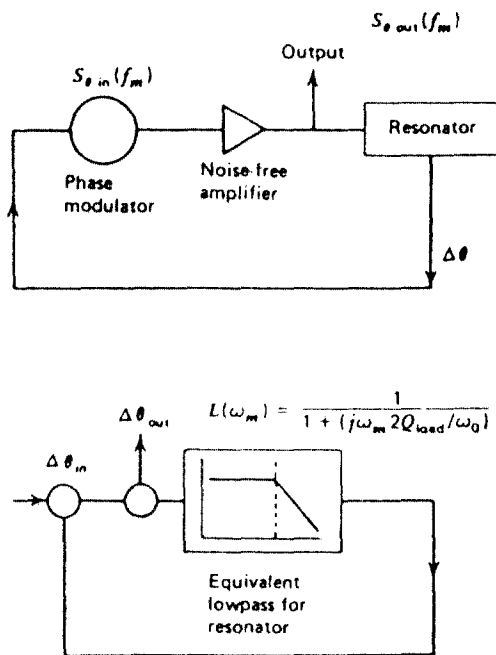 S_θ out(f_m)
Output
S_θ in(f_m)
Resonator
Phase
modulator
Noise-free
amplifier
Δθ
Δθ_out
L(ω_m) = 1 / (1 + (jω_m 2Q_load/ω_0))
Δθ_in
Equivalent
lowpass for
resonator